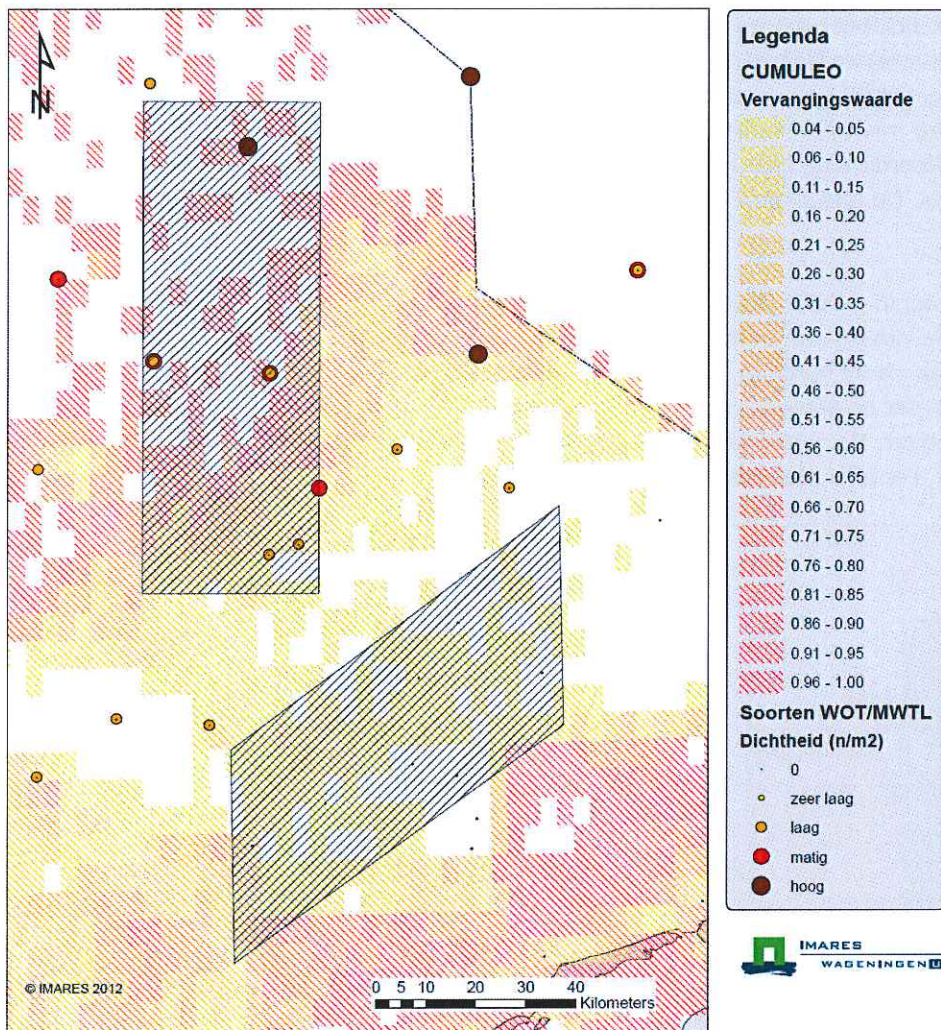 N
© IMARES 2012
0 5 10 20 30 40
Kilometers
Legenda
CUMULEO
Vervangingswaarde
0.04 - 0.05
0.06 - 0.10
0.11 - 0.15
0.16 - 0.20
0.21 - 0.25
0.26 - 0.30
0.31 - 0.35
0.36 - 0.40
0.41 - 0.45
0.46 - 0.50
0.51 - 0.55
0.56 - 0.60
0.61 - 0.65
0.66 - 0.70
0.71 - 0.75
0.76 - 0.80
0.81 - 0.85
0.86 - 0.90
0.91 - 0.95
0.96 - 1.00
Soorten WOT/MWTL
Dichtheid (n/m2)
0
zeer laag
laag
matig
hoog
IMARES
WAGENINGEN U